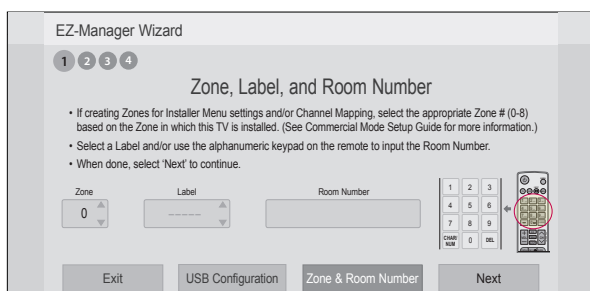 EZ-Manager Wizard
1 2 3 4
Zone, Label, and Room Number
• If creating Zones for Installer Menu settings and/or Channel Mapping, select the appropriate Zone # (0-8)
based on the Zone in which this TV is installed. (See Commercial Mode Setup Guide for more information.)
• Select a Label and/or use the alphanumeric keypad on the remote to input the Room Number.
• When done, select 'Next' to continue.
Zone Label Room Number
0 -----
1 2 3
4 5 6
7 8 9
CHAR/
NUM 0 DEL
Exit USB Configuration Zone & Room Number Next